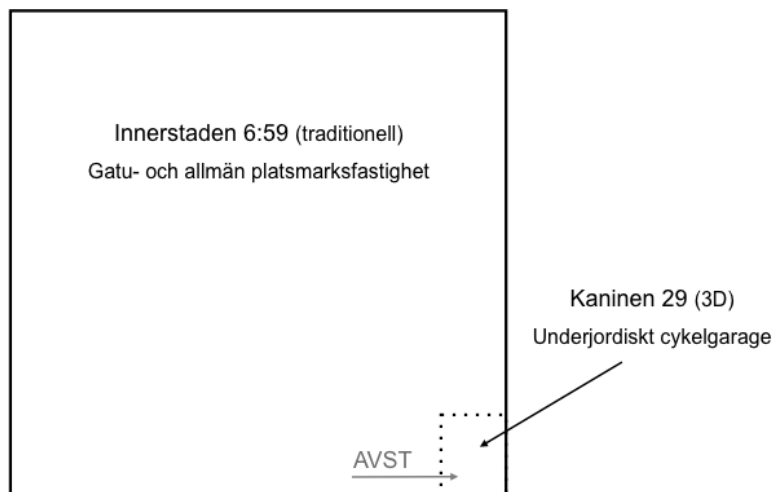 Innerstaden 6:59 (traditionell)
Gatu- och allmän platsmarksfastighet
Kaninen 29 (3D)
Underjordiskt cykelgarage
AVST